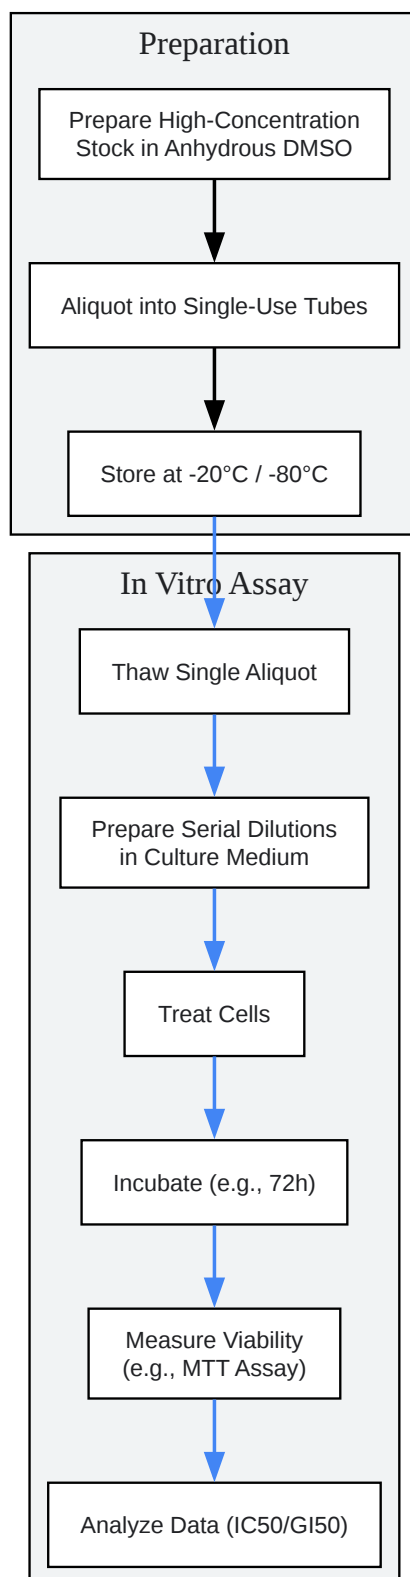 Preparation
Prepare High-Concentration
Stock in Anhydrous DMSO
Aliquot into Single-Use Tubes
Store at -20°C / -80°C
In Vitro Assay
Thaw Single Aliquot
Prepare Serial Dilutions
in Culture Medium
Treat Cells
Incubate (e.g., 72h)
Measure Viability
(e.g., MTT Assay)
Analyze Data (IC50/GI50)